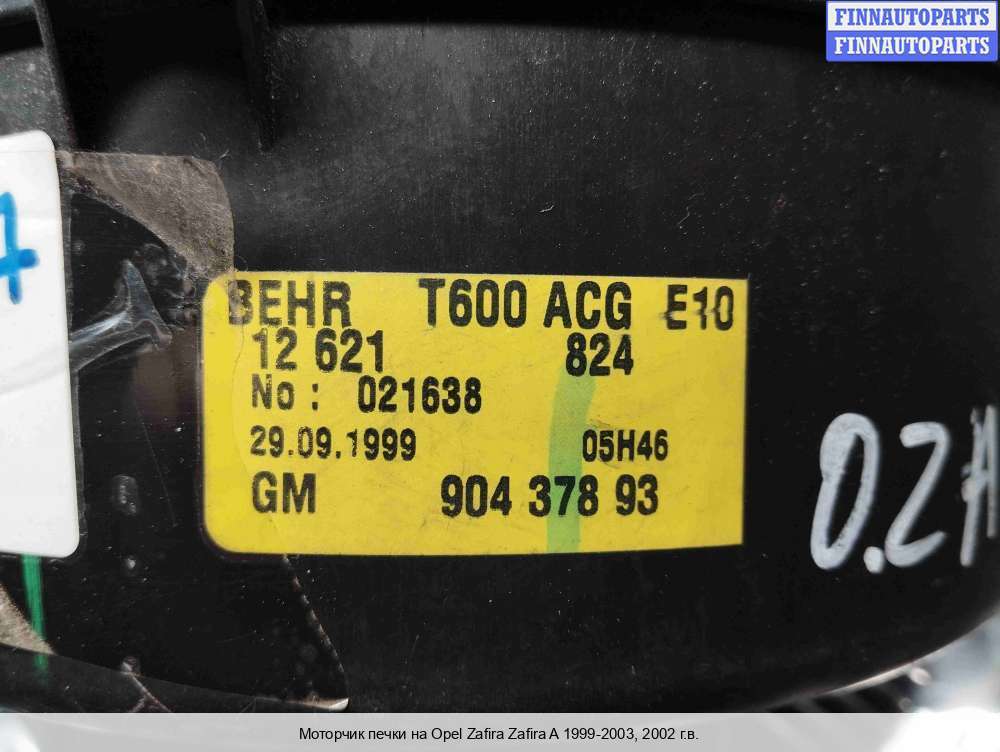 FINNAUTOPARTS
FINNAUTOPARTS
7
BEHR T600 ACG E10
12 621 824
No : 021638
29.09.1999 05H46
GM 904 378 93
0.2A
Моторчик печки на Opel Zafira Zafira A 1999-2003, 2002 г.в.